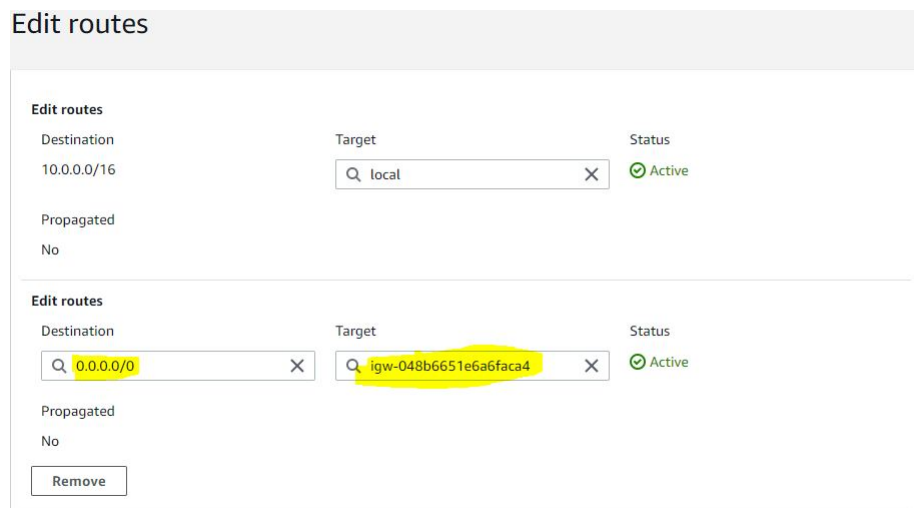 Edit routes
Edit routes
Destination Target Status
10.0.0.0/16 local Active
Propagated
No
Edit routes
Destination Target Status
0.0.0.0/0 igw-048b6651e6a6faca4 Active
Propagated
No
Remove